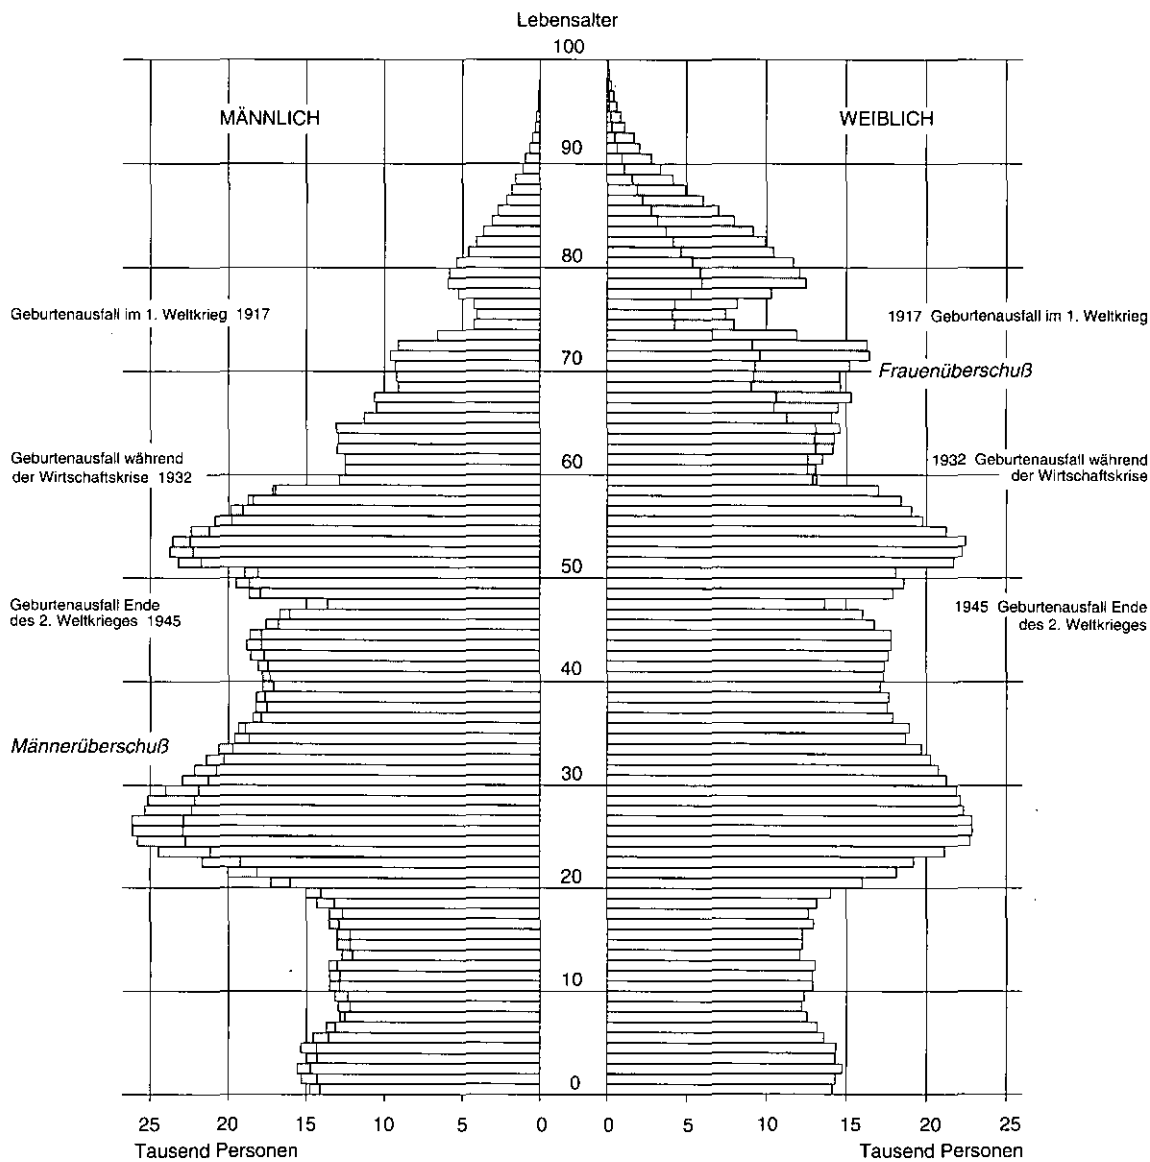 Lebensalter
100
MÄNNLICH
WEIBLICH
90
80
Geburtenausfall im 1. Weltkrieg 1917
1917 Geburtenausfall im 1. Weltkrieg
70
Frauenüberschuß
Geburtenausfall während
der Wirtschaftskrise 1932
60
1932 Geburtenausfall während
der Wirtschaftskrise
50
Geburtenausfall Ende
des 2. Weltkrieges 1945
1945 Geburtenausfall Ende
des 2. Weltkrieges
40
Männerüberschuß
30
20
10
0
25 20 15 10 5 0 0 5 10 15 20 25
Tausend Personen
Tausend Personen